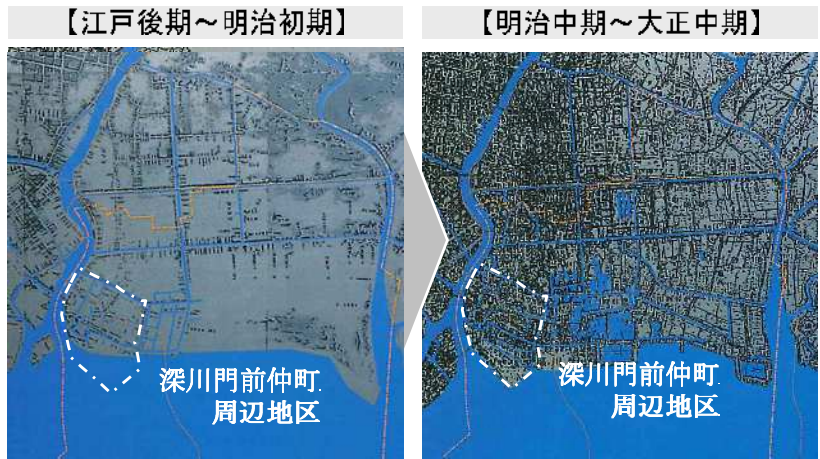 【江戸後期～明治初期】
【明治中期～大正中期】
深川門前仲町
周辺地区
深川門前仲町
周辺地区